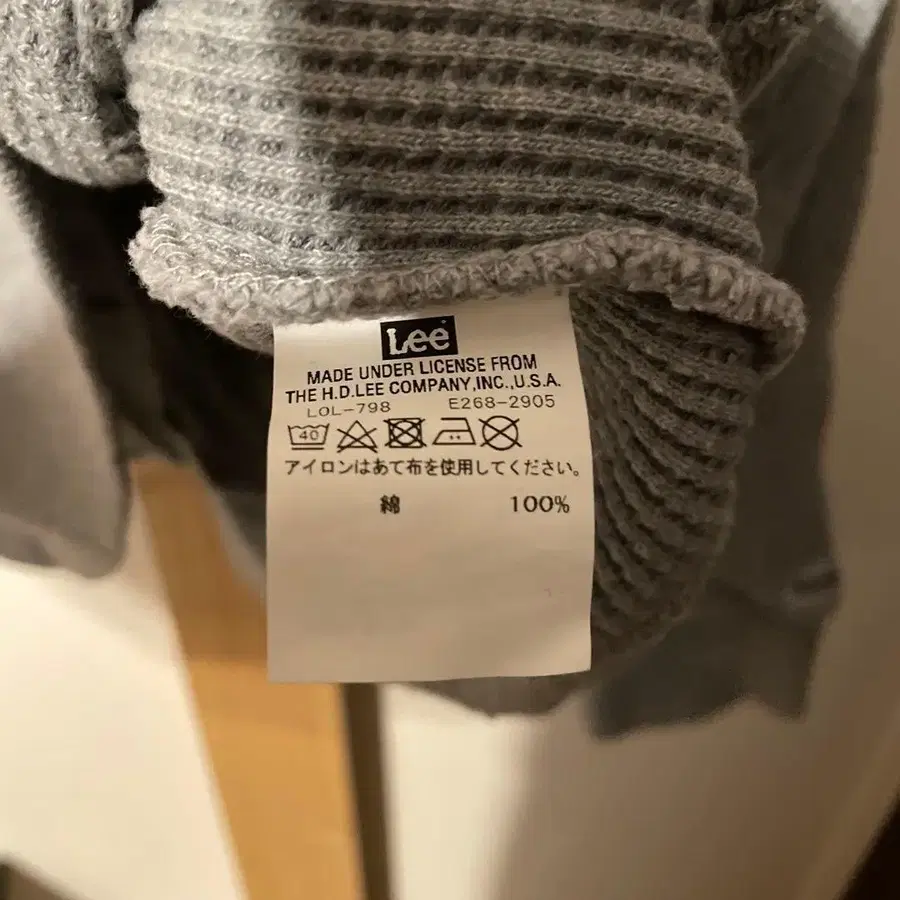 Lee
MADE UNDER LICENSE FROM
THE H.D.LEE COMPANY,INC.,U.S.A.
LOL-798 E268-2905
40
アイロンはあて布を使用してください。
綿 100%